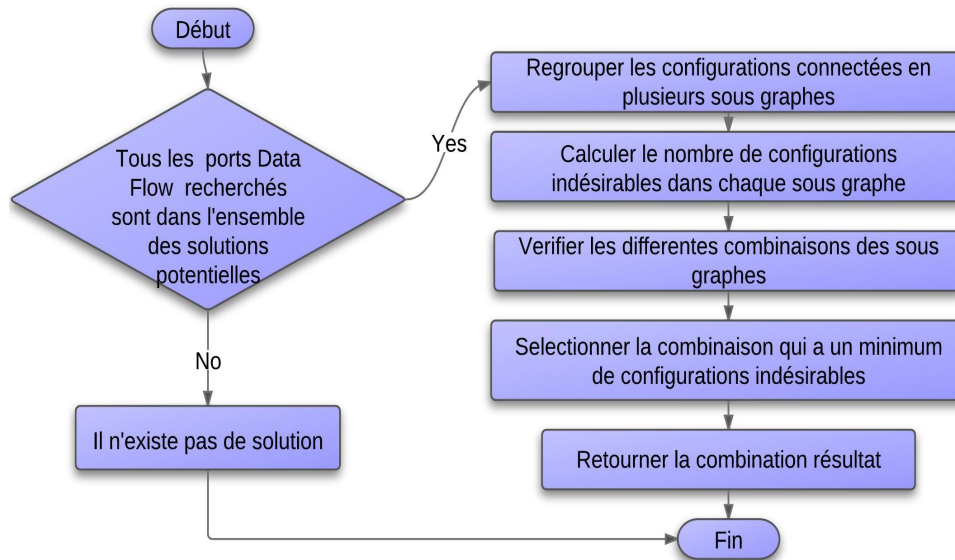 Début
Tous les ports Data
Flow recherchés
sont dans l'ensemble
des solutions
potentielles
Yes
No
Il n'existe pas de solution
Regrouper les configurations connectées en
plusieurs sous graphes
Calculer le nombre de configurations
indésirables dans chaque sous graphe
Verifier les differentes combinaisons des sous
graphes
Selectionner la combinaison qui a un minimum
de configurations indésirables
Retourner la combination résultat
Fin